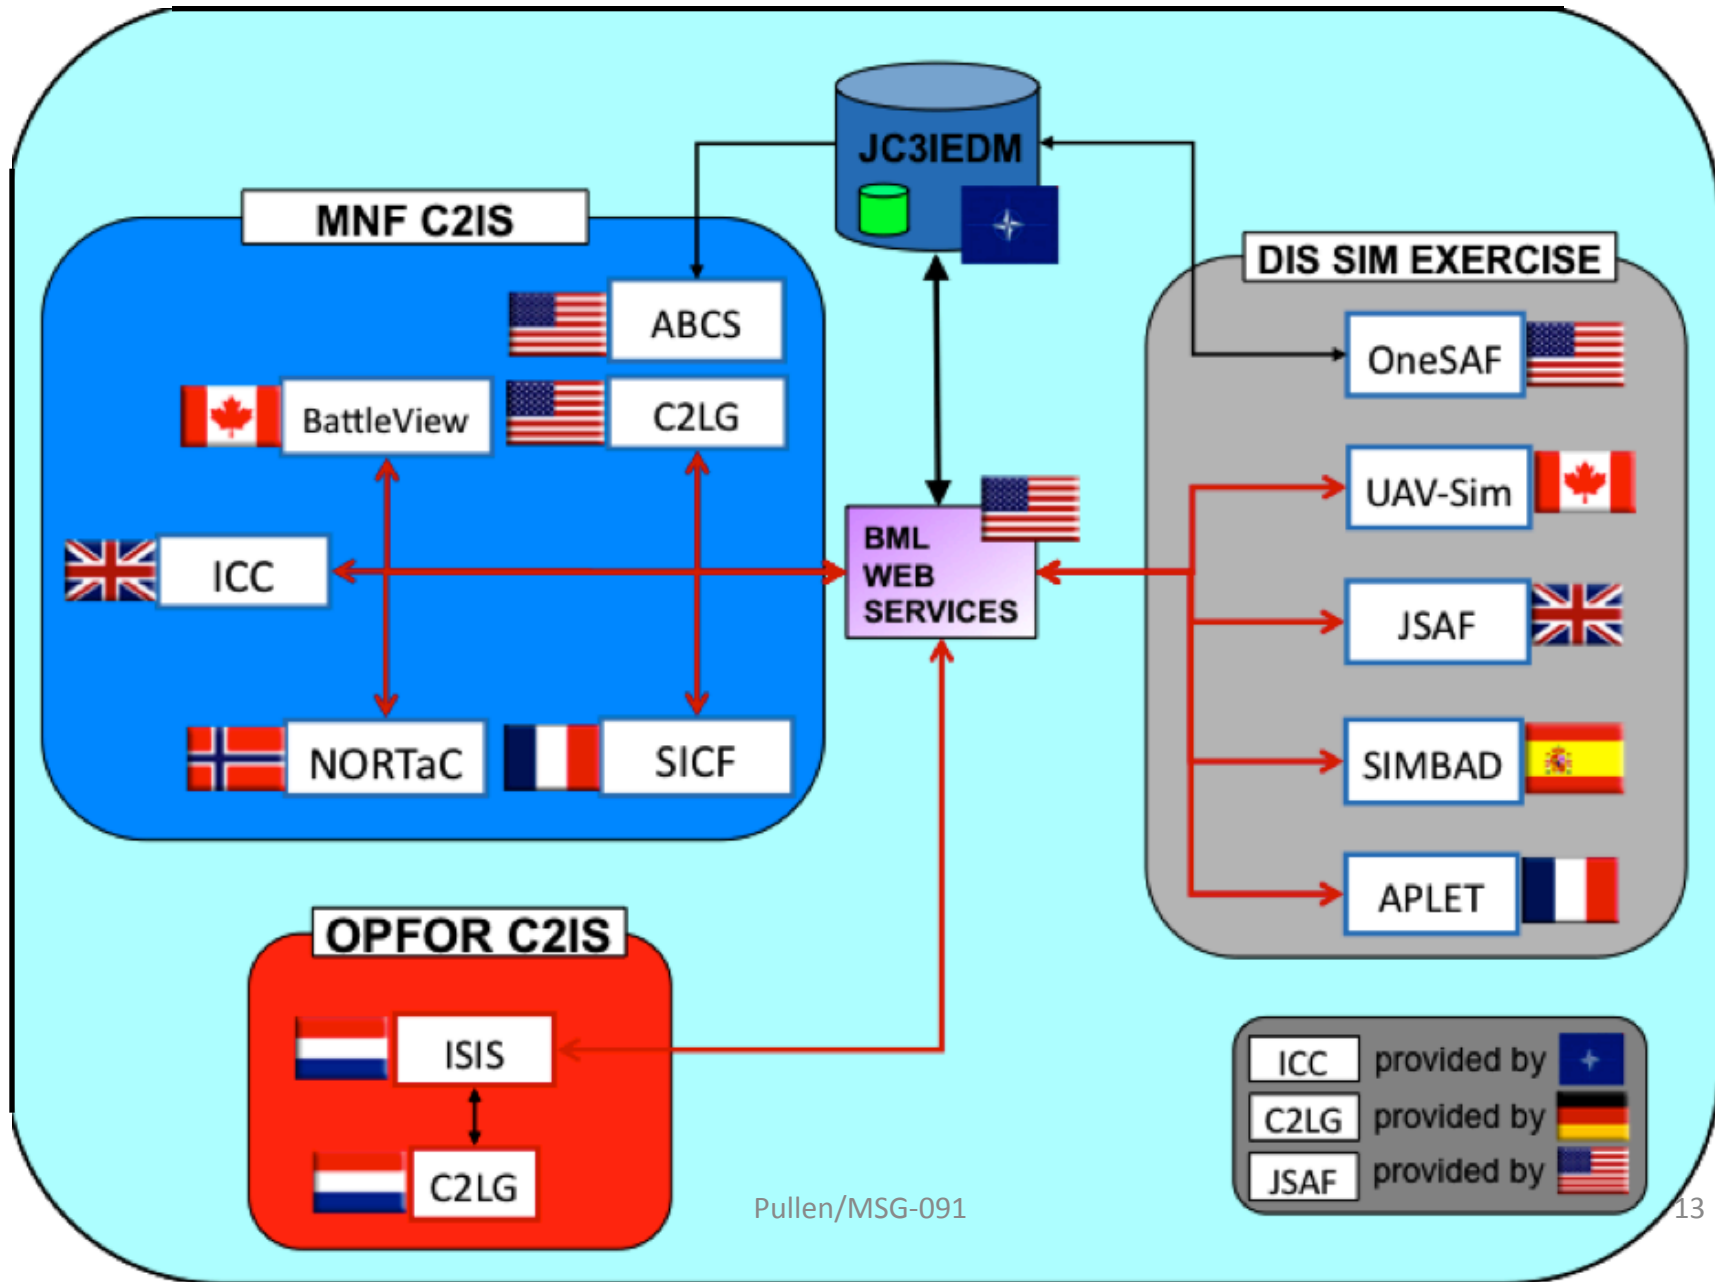 JC3IEDM
MNF C2IS
DIS SIM EXERCISE
ABCS
BattleView
C2LG
OneSAF
UAV-Sim
ICC
BML
WEB
SERVICES
JSAF
NORTaC
SICF
SIMBAD
APLET
OPFOR C2IS
ISIS
C2LG
ICC provided by
C2LG provided by
JSAF provided by
Pullen/MSG-091
13